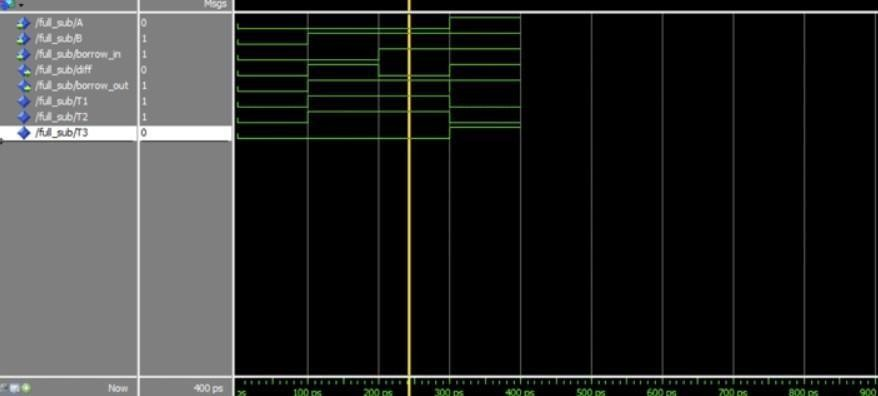 Msgs
/full_sub/A 0
/full_sub/B 1
/full_sub/borrow_in 1
/full_sub/diff 0
/full_sub/borrow_out 1
/full_sub/T1 1
/full_sub/T2 1
/full_sub/T3 0
Now 400 ps ps 100 ps 200 ps 300 ps 400 ps 500 ps 600 ps 700 ps 800 ps 900